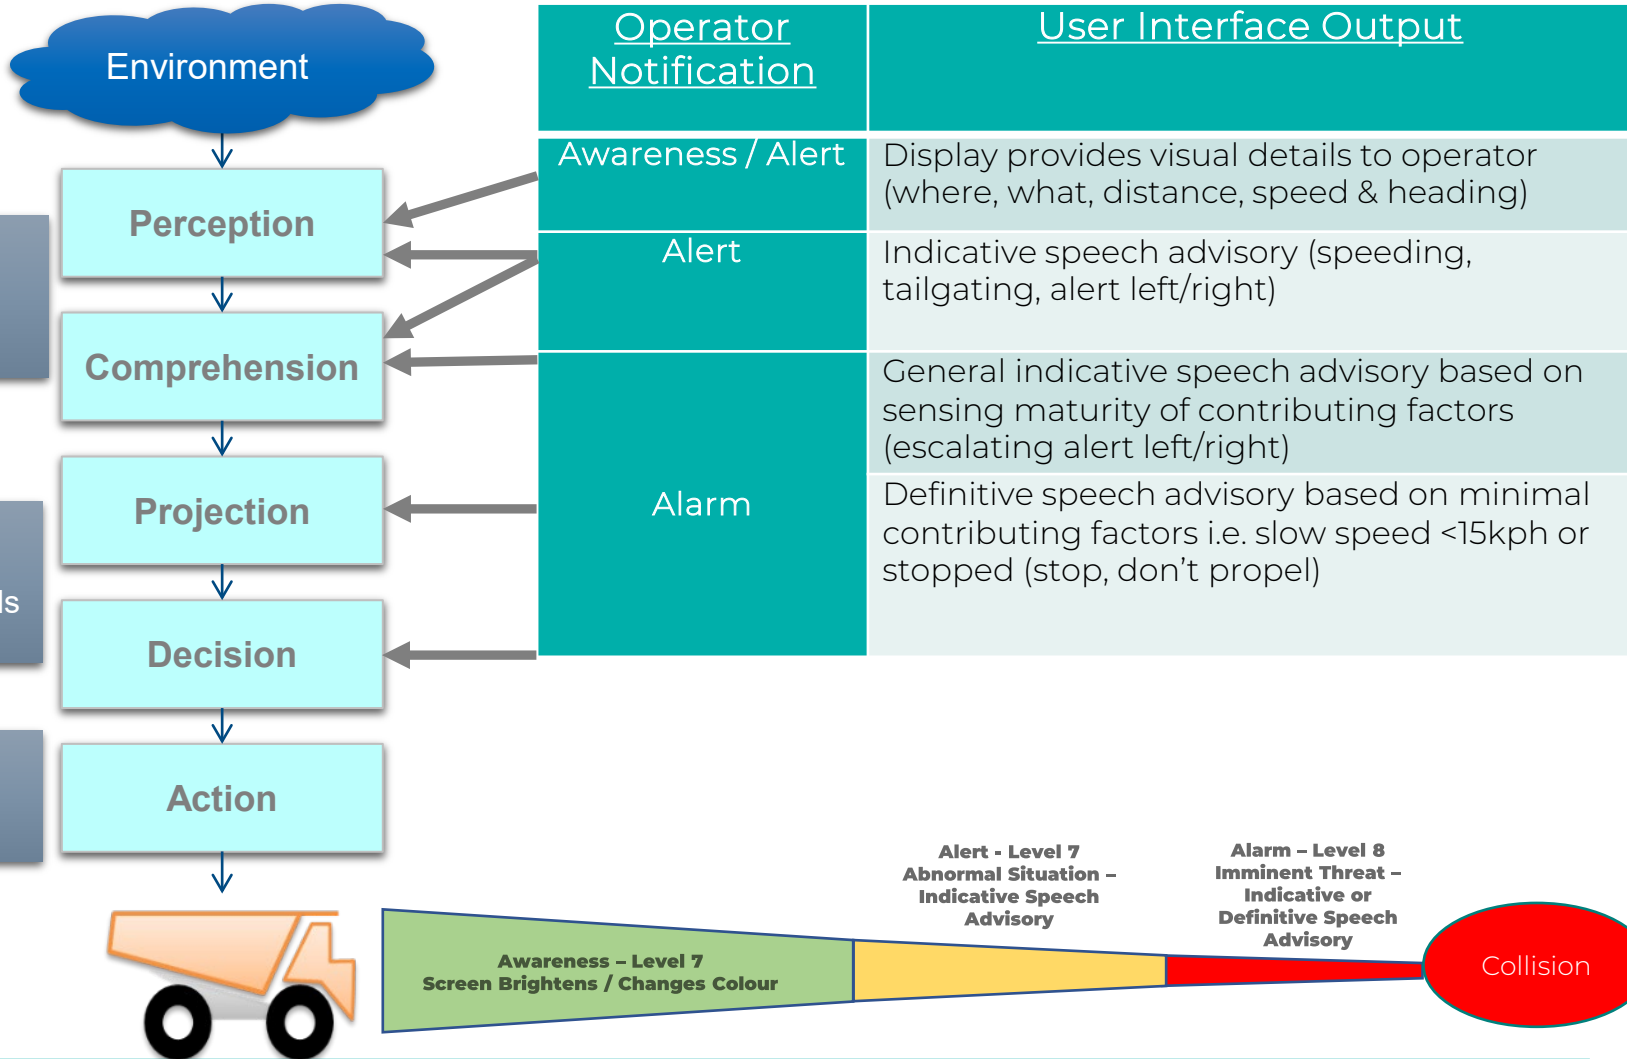 Environment
Perception
Comprehension
Projection
Decision
Action
Operator
Notification
User Interface Output
Awareness / Alert
Display provides visual details to operator
(where, what, distance, speed & heading)
Alert
Indicative speech advisory (speeding,
tailgating, alert left/right)
Alarm
General indicative speech advisory based on
sensing maturity of contributing factors
(escalating alert left/right)
Definitive speech advisory based on minimal
contributing factors i.e. slow speed <15kph or
stopped (stop, don’t propel)
Awareness – Level 7
Screen Brightens / Changes Colour
Alert - Level 7
Abnormal Situation –
Indicative Speech
Advisory
Alarm – Level 8
Imminent Threat –
Indicative or
Definitive Speech
Advisory
Collision